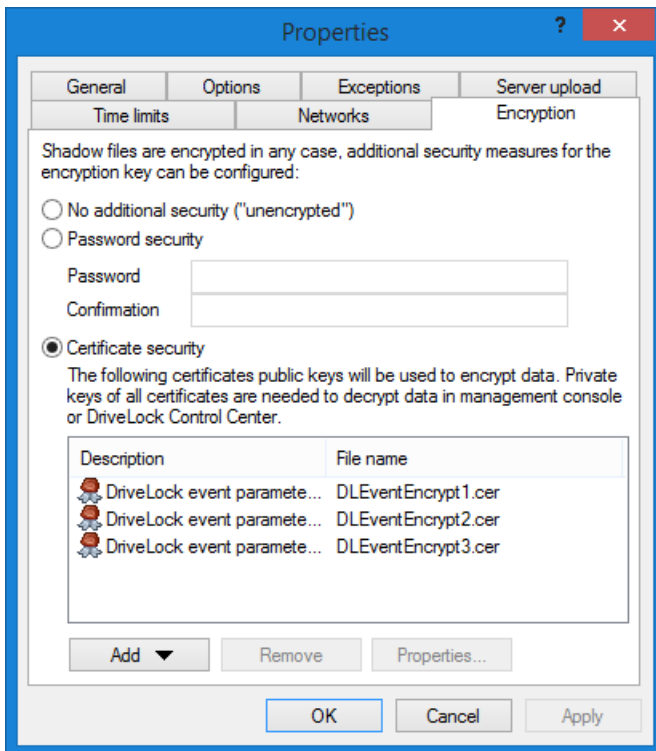 Properties
?
×
General Options Exceptions Server upload
Time limits Networks Encryption
Shadow files are encrypted in any case, additional security measures for the
encryption key can be configured:
No additional security ("unencrypted")
Password security
Password
Confirmation
Certificate security
The following certificates public keys will be used to encrypt data. Private
keys of all certificates are needed to decrypt data in management console
or DriveLock Control Center.
Description File name
DriveLock event paramete... DLEventEncrypt1.cer
DriveLock event paramete... DLEventEncrypt2.cer
DriveLock event paramete... DLEventEncrypt3.cer
Add Remove Properties...
OK Cancel Apply